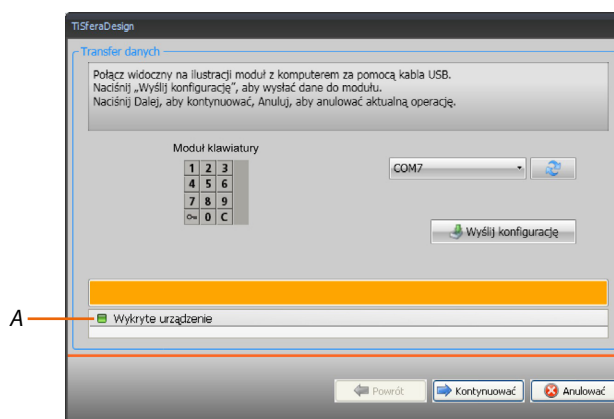 TiSferaDesign
Transfer danych
Połącz widoczny na ilustracji moduł z komputerem za pomocą kabla USB.
Naciśnij „Wyślij konfigurację”, aby wysłać dane do modułu.
Naciśnij Dalej, aby kontynuować, Anuluj, aby anulować aktualną operację.
Moduł klawiatury
1 2 3
4 5 6
7 8 9
0 C
COM7
Wyślij konfigurację
A
Wykryte urządzenie
Powrót
Kontynuować
Anulować